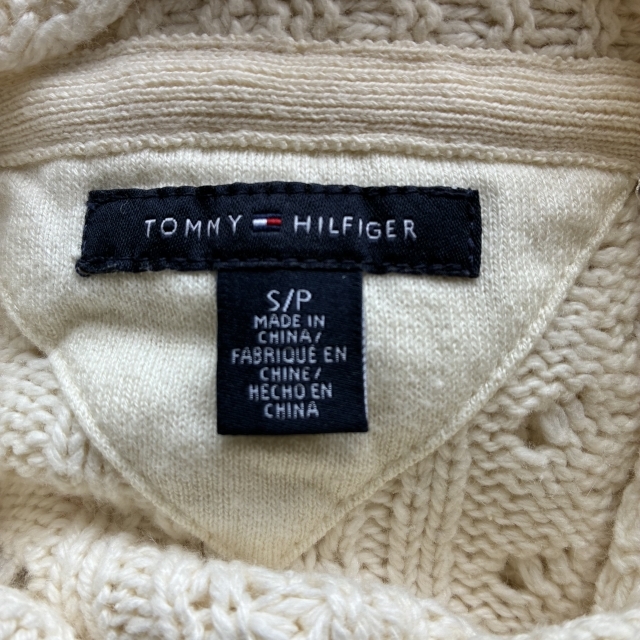 TOMMY HILFIGER
S/P
MADE IN
CHINA/
FABRIQUÉ EN
CHINE/
HECHO EN
CHINA